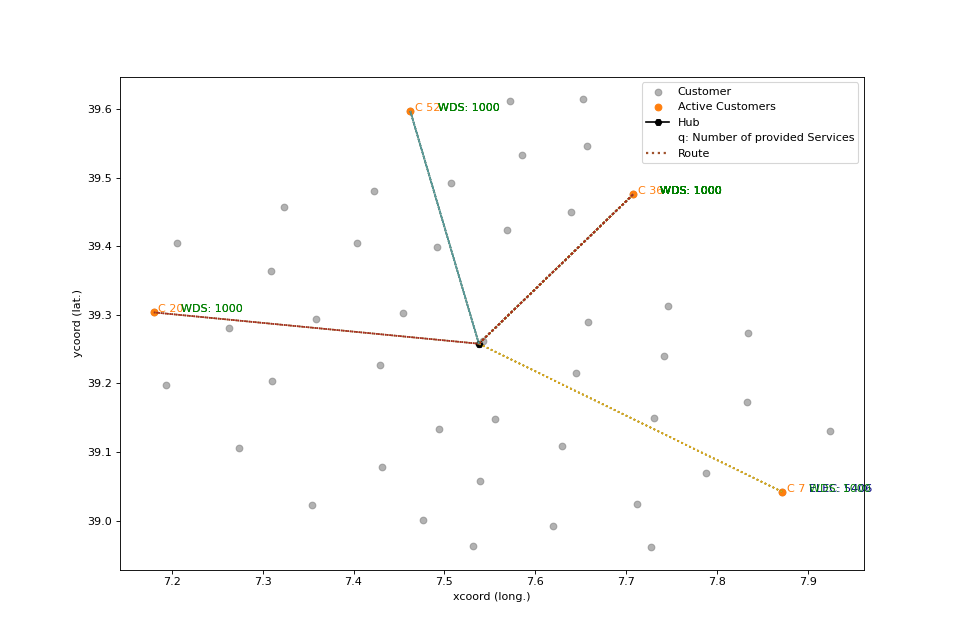 Customer
Active Customers
Hub
q: Number of provided Services
Route
39.6
39.5
39.4
39.3
39.2
39.1
39.0
ycoord (lat.)
C 52 WDS: 1000
C 36 WDS: 1000
C 20 WDS: 1000
C 7
7.2 7.3 7.4 7.5 7.6 7.7 7.8 7.9
xcoord (long.)